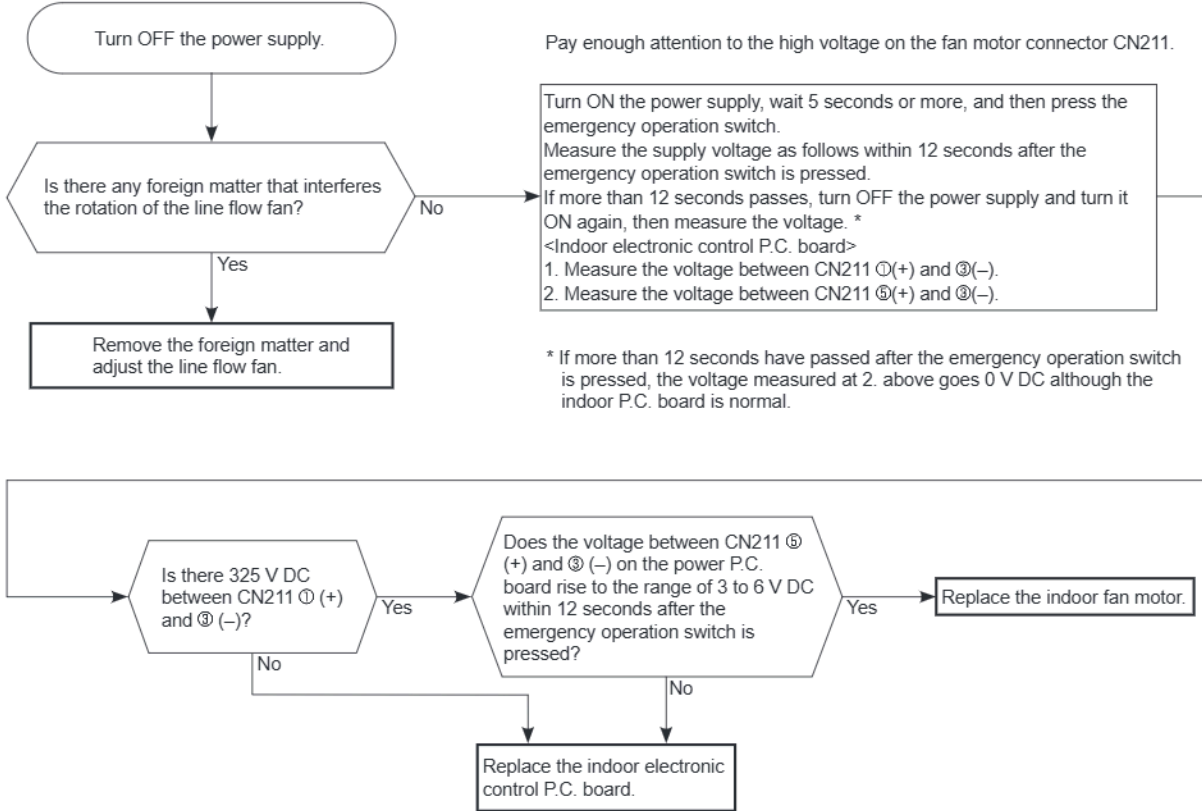 Turn OFF the power supply.
Pay enough attention to the high voltage on the fan motor connector CN211.
Is there any foreign matter that interferes
the rotation of the line flow fan?
No
Yes
Remove the foreign matter and
adjust the line flow fan.
Turn ON the power supply, wait 5 seconds or more, and then press the
emergency operation switch.
Measure the supply voltage as follows within 12 seconds after the
emergency operation switch is pressed.
If more than 12 seconds passes, turn OFF the power supply and turn it
ON again, then measure the voltage. *
<Indoor electronic control P.C. board>
1. Measure the voltage between CN211 ①(+) and ③(–).
2. Measure the voltage between CN211 ⑤(+) and ③(–).
* If more than 12 seconds have passed after the emergency operation switch
is pressed, the voltage measured at 2. above goes 0 V DC although the
indoor P.C. board is normal.
Is there 325 V DC
between CN211 ① (+)
and ③ (–)?
Yes
No
Does the voltage between CN211 ⑤
(+) and ③ (–) on the power P.C.
board rise to the range of 3 to 6 V DC
within 12 seconds after the
emergency operation switch is
pressed?
Yes
No
Replace the indoor fan motor.
Replace the indoor electronic
control P.C. board.